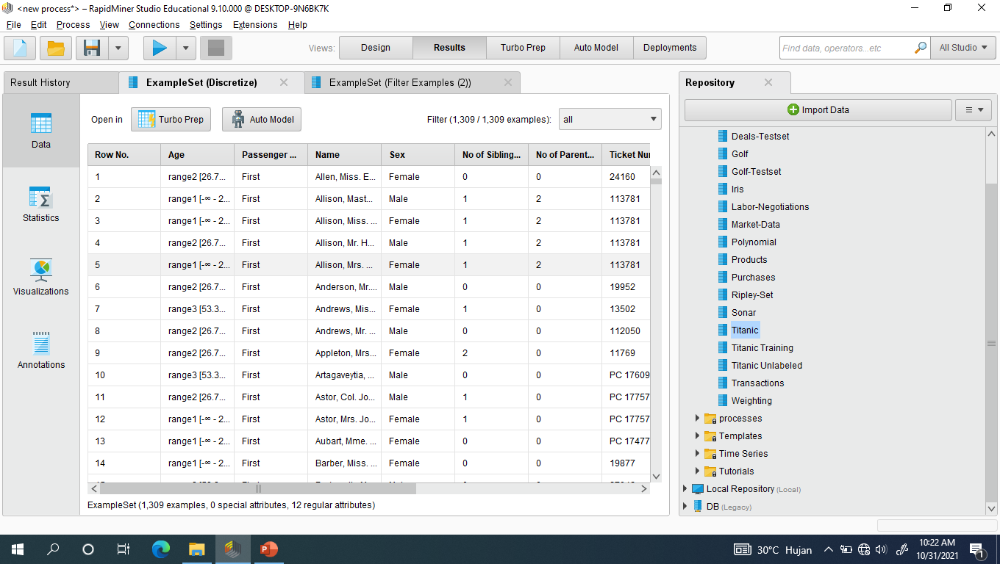 <new process*> – RapidMiner Studio Educational 9.10.000 @ DESKTOP-9N6BK7K
File Edit Process View Connections Settings Extensions Help
Views: Design Results Turbo Prep Auto Model Deployments Find data, operators...etc All Studio
Result History ExampleSet (Discretize) ExampleSet (Filter Examples (2))
Data
Statistics
Visualizations
Annotations
Open in Turbo Prep Auto Model Filter (1,309 / 1,309 examples): all
Row No. Age Passenger ... Name Sex No of Sibling... No of Parent... Ticket Nu
1 range2 [26.7... First Allen, Miss. E... Female 0 0 24160
2 range1 [-∞ - 2... First Allison, Mast... Male 1 2 113781
3 range1 [-∞ - 2... First Allison, Miss. ... Female 1 2 113781
4 range2 [26.7... First Allison, Mr. H... Male 1 2 113781
5 range1 [-∞ - 2... First Allison, Mrs. ... Female 1 2 113781
6 range2 [26.7... First Anderson, Mr.... Male 0 0 19952
7 range3 [53.3... First Andrews, Mis... Female 1 0 13502
8 range2 [26.7... First Andrews, Mr. ... Male 0 0 112050
9 range2 [26.7... First Appleton, Mrs... Female 2 0 11769
10 range3 [53.3... First Artagaveytia, ... Male 0 0 PC 17609
11 range2 [26.7... First Astor, Col. Jo... Male 1 0 PC 17757
12 range1 [-∞ - 2... First Astor, Mrs. Jo... Female 1 0 PC 17757
13 range1 [-∞ - 2... First Aubart, Mme. ... Female 0 0 PC 17477
14 range1 [-∞ - 2... First Barber, Miss. ... Female 0 0 19877
ExampleSet (1,309 examples, 0 special attributes, 12 regular attributes)
Repository
Import Data
Deals-Testset
Golf
Golf-Testset
Iris
Labor-Negotiations
Market-Data
Polynomial
Products
Purchases
Ripley-Set
Sonar
Titanic
Titanic Training
Titanic Unlabeled
Transactions
Weighting
processes
Templates
Time Series
Tutorials
Local Repository (Local)
DB (Legacy)
30°C Hujan
10:22 AM
10/31/2021
1